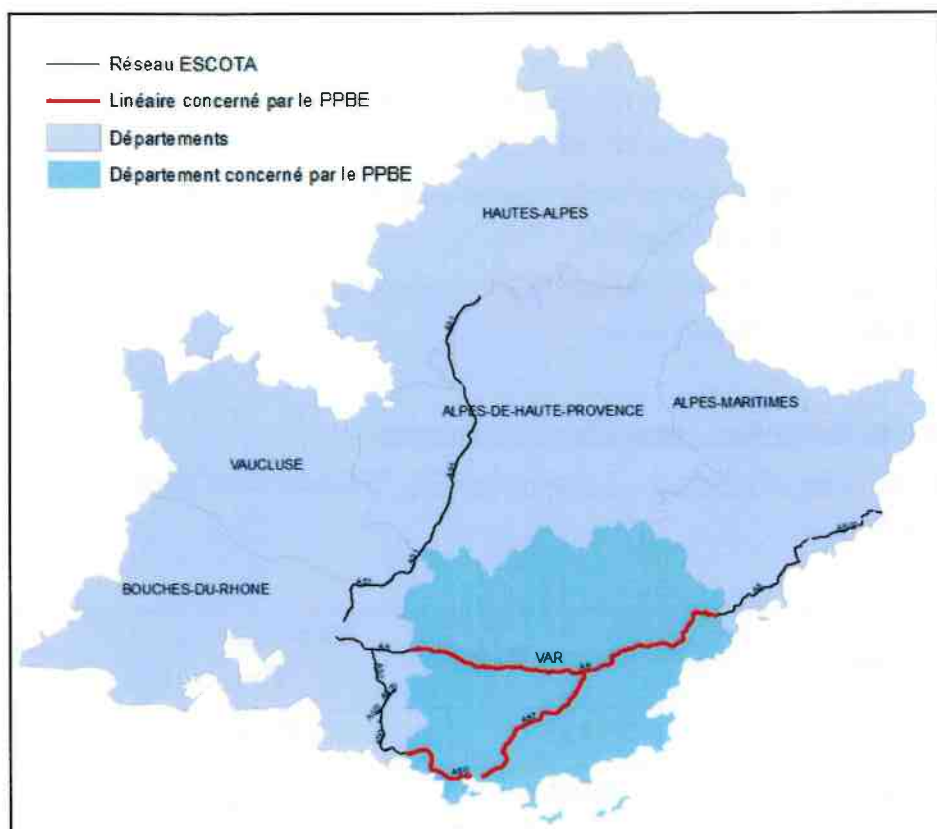 Réseau ESCOTA
Linéaire concerné par le PPBE
Départements
Département concerné par le PPBE
HAUTES-ALPES
ALPES-DE-HAUTE-PROVENCE
ALPES-MARITIMES
VAUCLUSE
BOUCHES-DU-RHONE
VAR